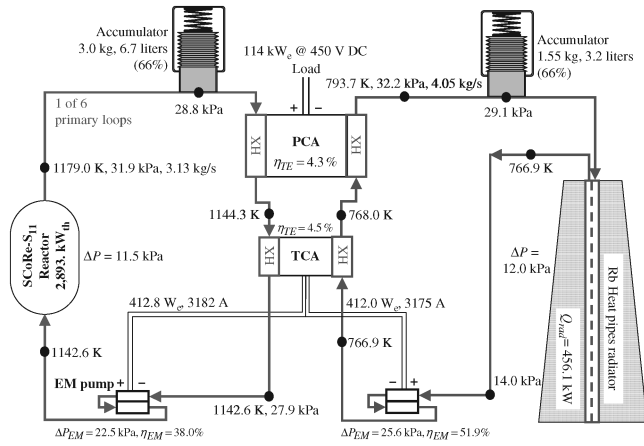 Accumulator
3.0 kg, 6.7 liters
(66%)
114 kWe @ 450 V DC
Load
+ −
Accumulator
1.55 kg, 3.2 liters
(66%)
793.7 K, 32.2 kPa, 4.05 kg/s
28.8 kPa
29.1 kPa
1 of 6
primary loops
HX
PCA
ηTE = 4.3 %
HX
1179.0 K, 31.9 kPa, 3.13 kg/s
766.9 K
1144.3 K
768.0 K
ηTE = 4.5%
HX
TCA
HX
SCoRe-S11
Reactor
2,893. kWth
ΔP = 11.5 kPa
ΔP =
12.0 kPa
Rb Heat pipes radiator
Qrad = 456.1 kW
412.8 We, 3182 A
412.0 We, 3175 A
1142.6 K
766.9 K
EM pump
+ −
− +
14.0 kPa
1142.6 K, 27.9 kPa
ΔPEM = 22.5 kPa, ηEM = 38.0%
ΔPEM = 25.6 kPa, ηEM = 51.9%